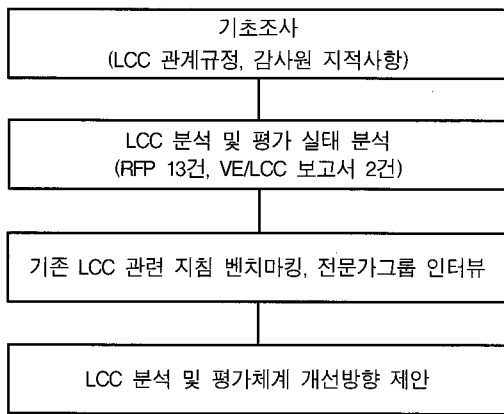 기초조사
(LCC 관계규정, 감사원 지적사항)
LCC 분석 및 평가 실태 분석
(RFP 13건, VE/LCC 보고서 2건)
기존 LCC 관련 지침 벤치마킹, 전문가그룹 인터뷰
LCC 분석 및 평가체계 개선방향 제안